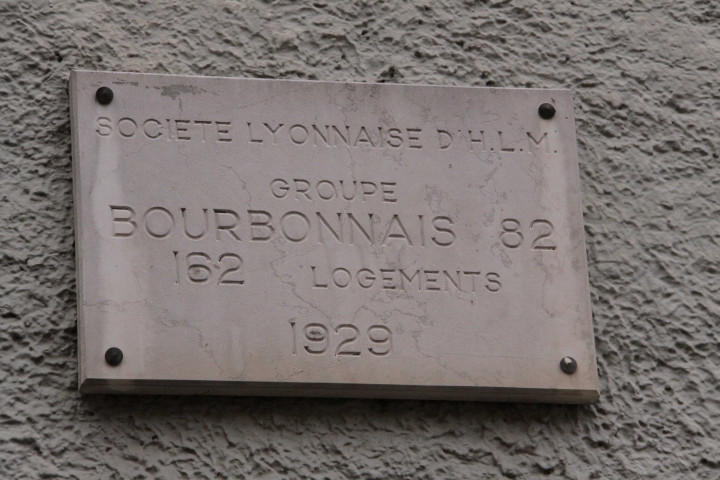 SOCIETE LYONNAISE D'H.L.M.
GROUPE
BOURBONNAIS 82
162 LOGEMENTS
1929